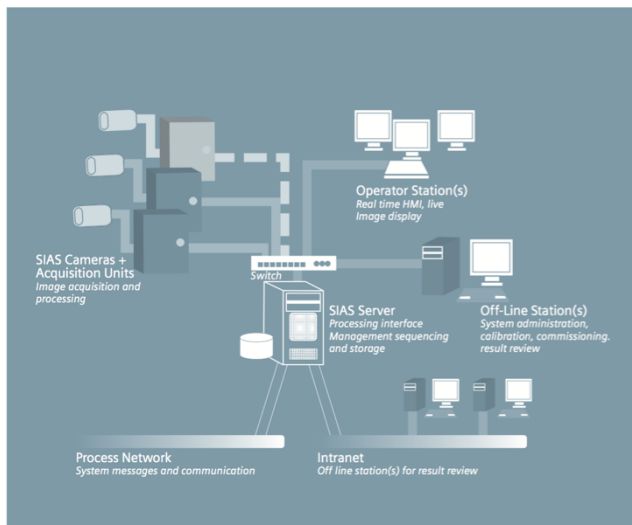 Operator Station(s)
Real time HMI, live
Image display
SIAS Cameras +
Acquisition Units
Image acquisition and
processing
Switch
SIAS Server
Processing interface
Management sequencing
and storage
Off-Line Station(s)
System administration,
calibration, commissioning.
result review
Process Network
System messages and communication
Intranet
Off line station(s) for result review